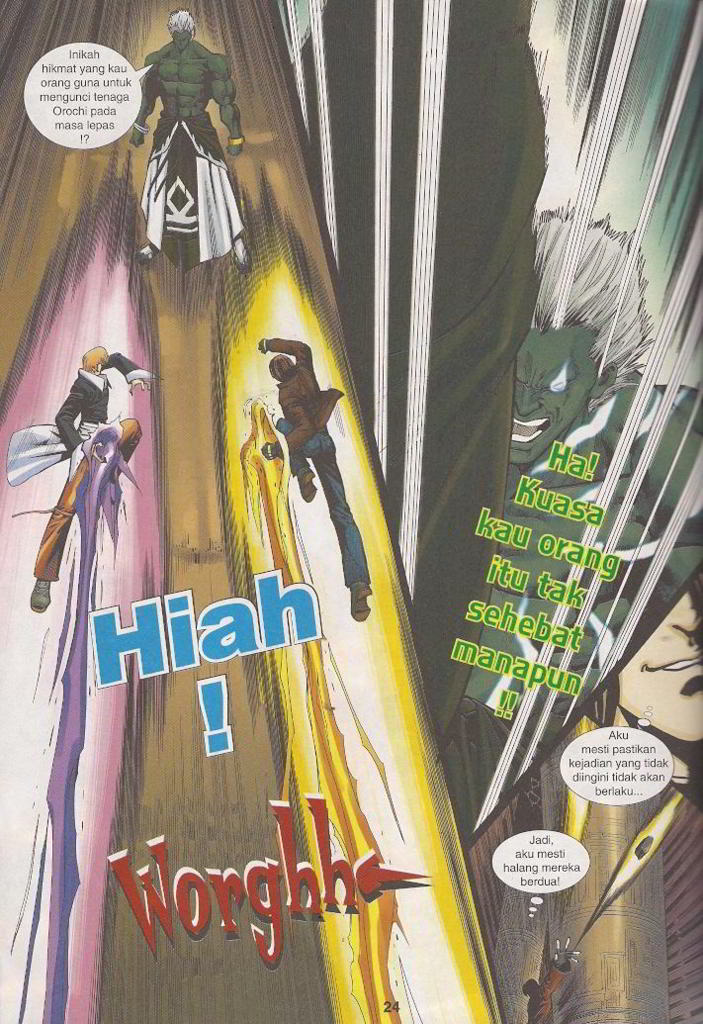 Inikah
hikmat yang kau
orang guna untuk
mengunci tenaga
Orochi pada
masa lepas
!?
Ha!
Kuasa
kau orang
itu tak
sehebat
manapun
!!
Hiah
!
Worghh
Aku
mesti pastikan
kejadian yang tidak
diingini tidak akan
berlaku...
Jadi,
aku mesti
halang mereka
berdua!
24